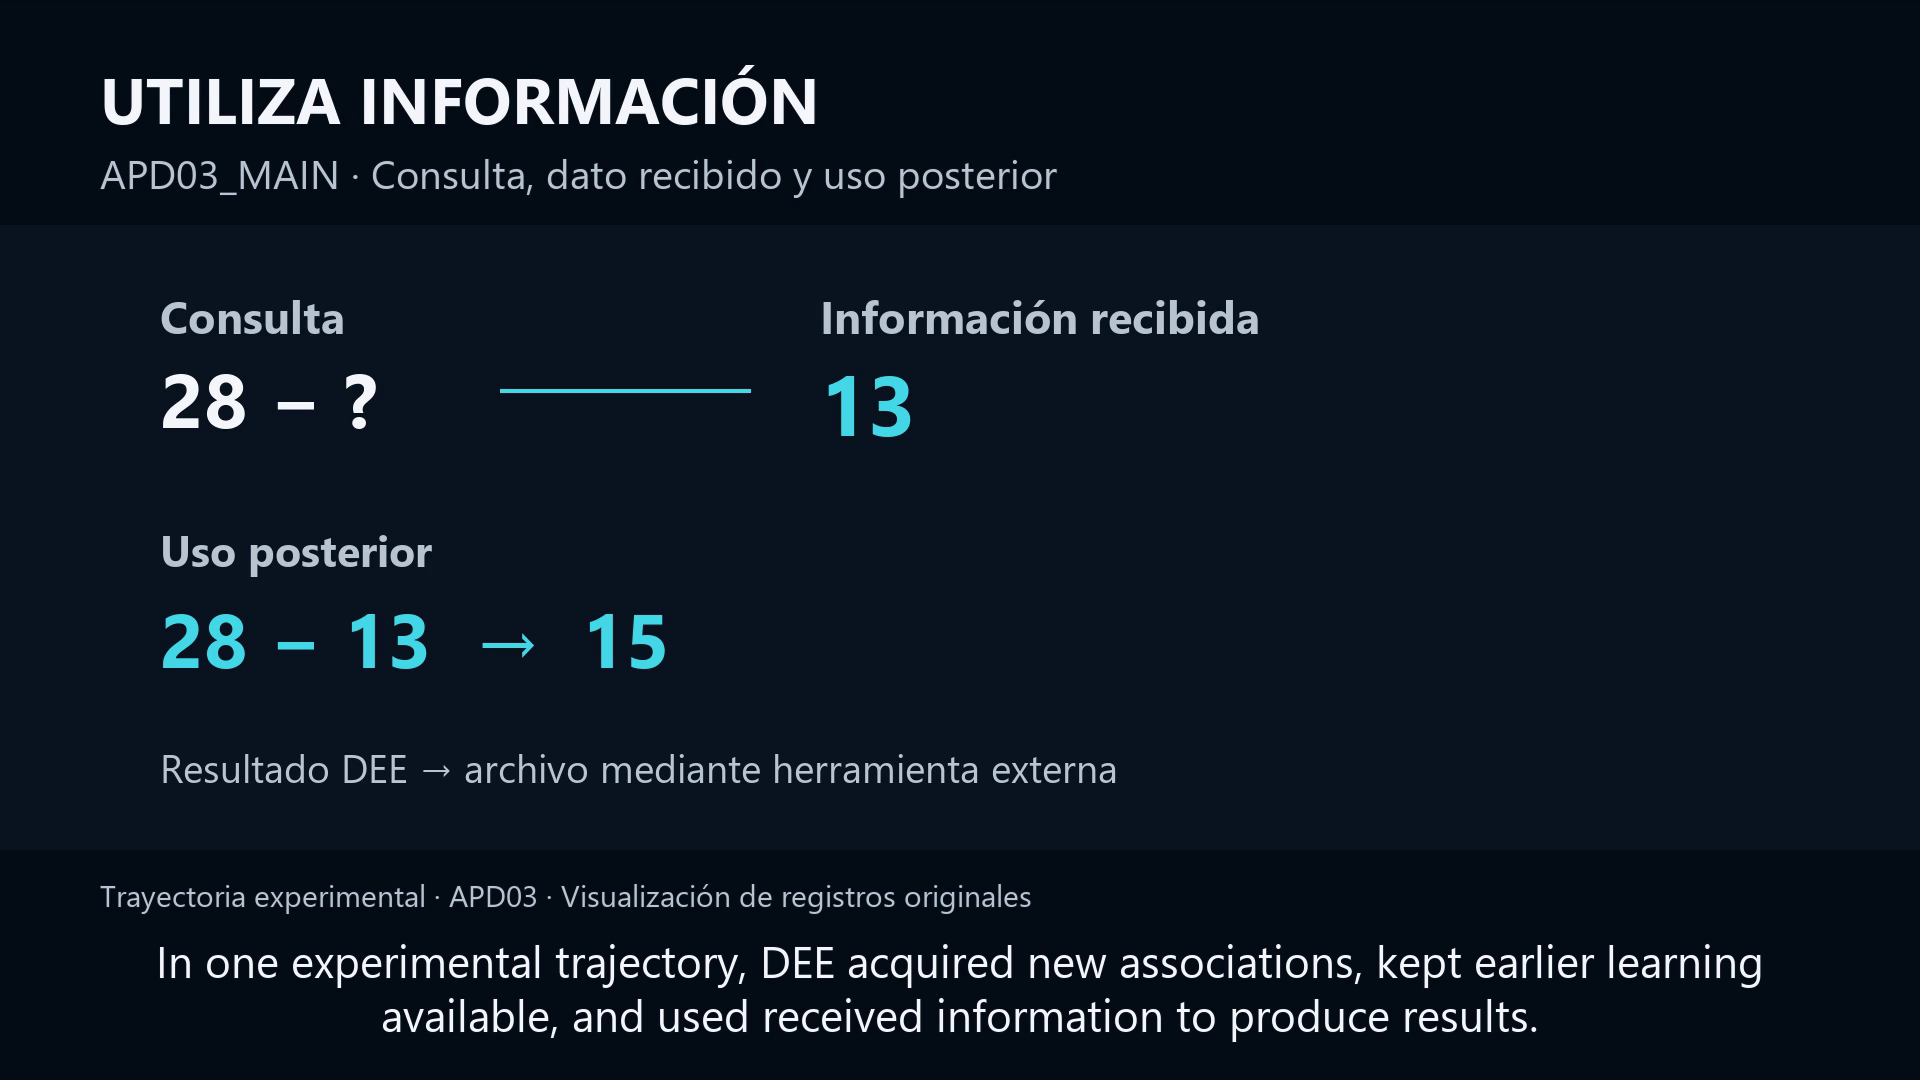 UTILIZA INFORMACIÓN
APD03_MAIN · Consulta, dato recibido y uso posterior
Consulta
Información recibida
28 – ?
13
Uso posterior
28 – 13 → 15
Resultado DEE → archivo mediante herramienta externa
Trayectoria experimental · APD03 · Visualización de registros originales
In one experimental trajectory, DEE acquired new associations, kept earlier learning
available, and used received information to produce results.